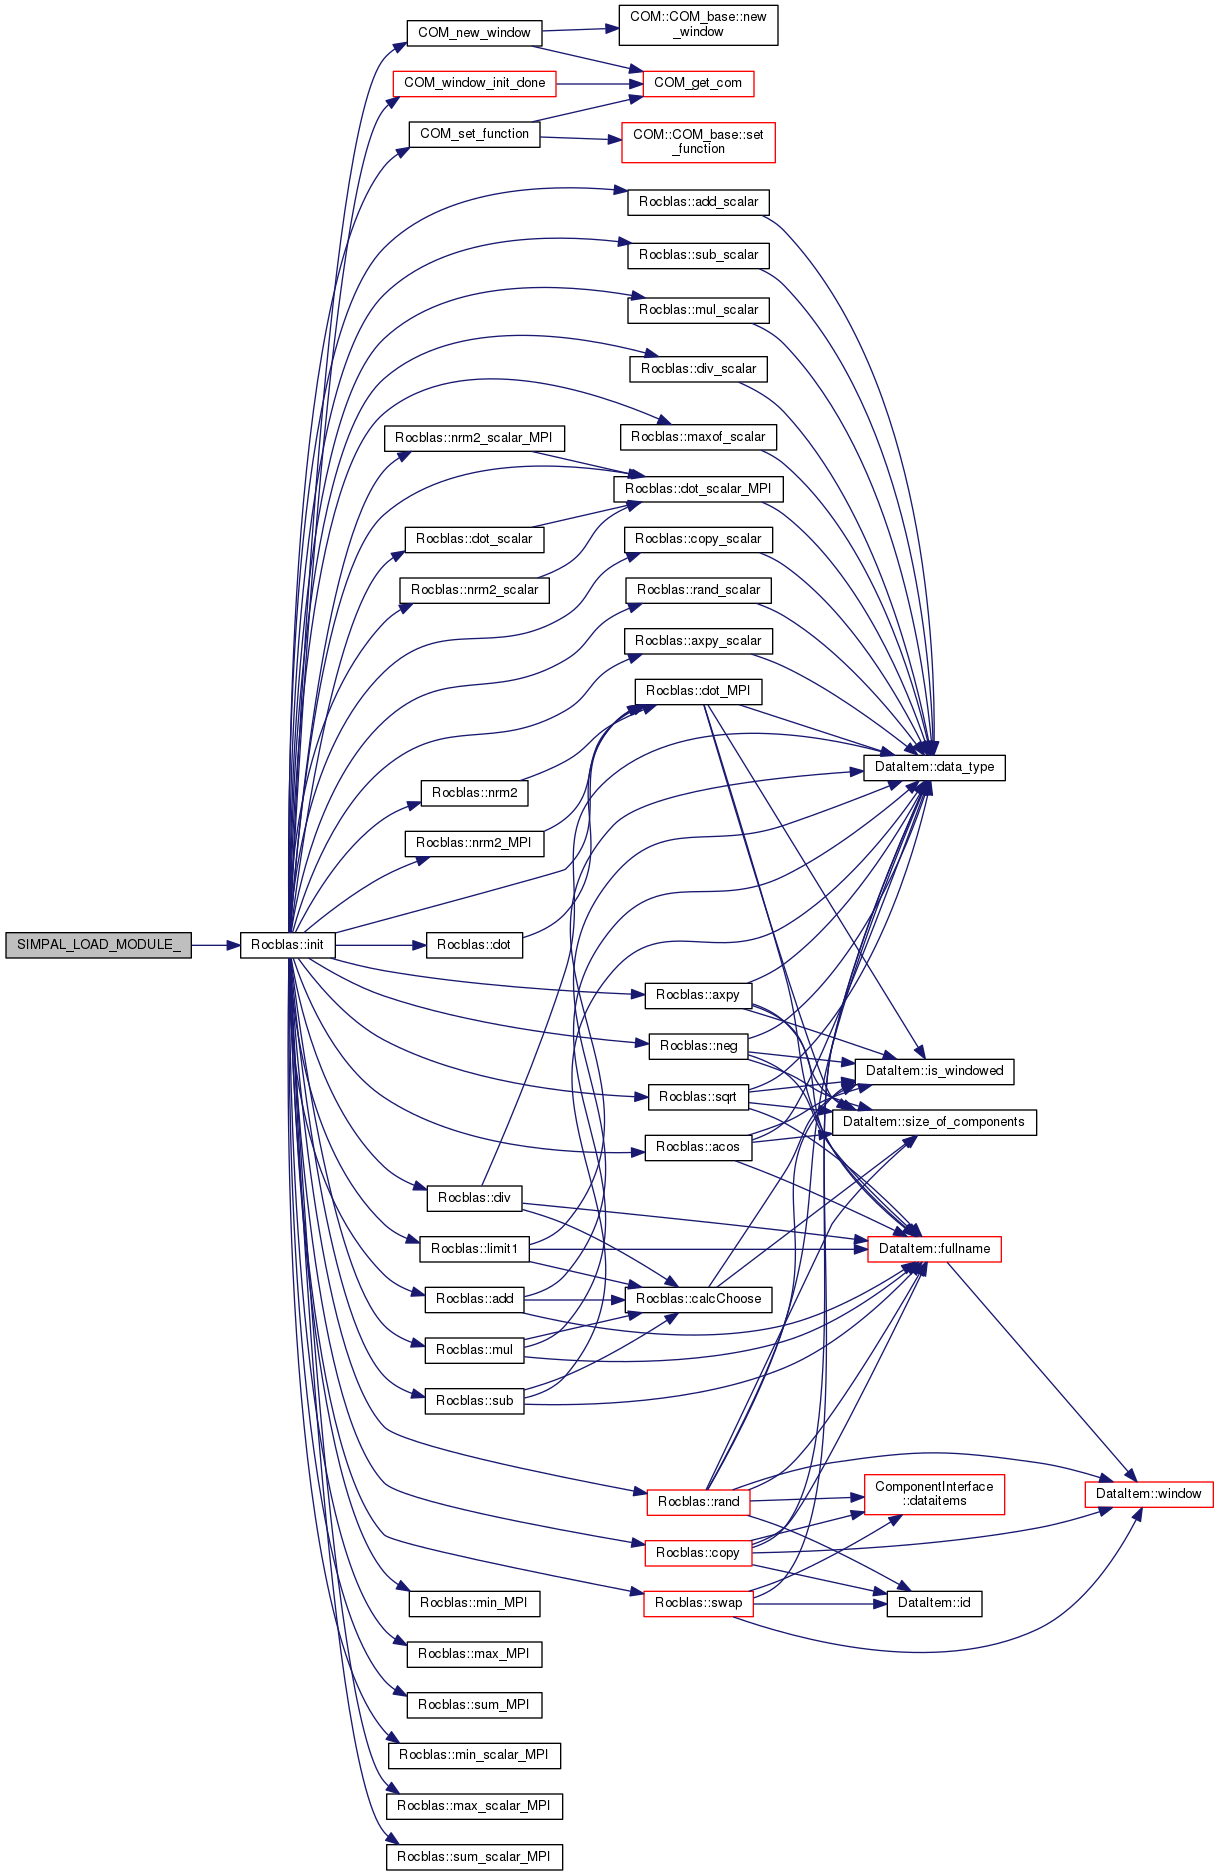 COM_new_window
COM::COM_base::new
_window
COM_window_init_done
COM_get_com
COM_set_function
COM::COM_base::set
_function
Rocblas::add_scalar
Rocblas::sub_scalar
Rocblas::mul_scalar
Rocblas::div_scalar
Rocblas::nrm2_scalar_MPI
Rocblas::maxof_scalar
Rocblas::dot_scalar_MPI
Rocblas::dot_scalar
Rocblas::copy_scalar
Rocblas::nrm2_scalar
Rocblas::rand_scalar
Rocblas::axpy_scalar
Rocblas::dot_MPI
DataItem::data_type
Rocblas::nrm2
Rocblas::nrm2_MPI
SIMPAL_LOAD_MODULE_
Rocblas::init
Rocblas::dot
Rocblas::axpy
Rocblas::neg
DataItem::is_windowed
Rocblas::sqrt
DataItem::size_of_components
Rocblas::acos
Rocblas::div
Rocblas::limit1
DataItem::fullname
Rocblas::add
Rocblas::calcChoose
Rocblas::mul
Rocblas::sub
Rocblas::rand
ComponentInterface
::dataitems
DataItem::window
Rocblas::copy
Rocblas::min_MPI
Rocblas::swap
DataItem::id
Rocblas::max_MPI
Rocblas::sum_MPI
Rocblas::min_scalar_MPI
Rocblas::max_scalar_MPI
Rocblas::sum_scalar_MPI